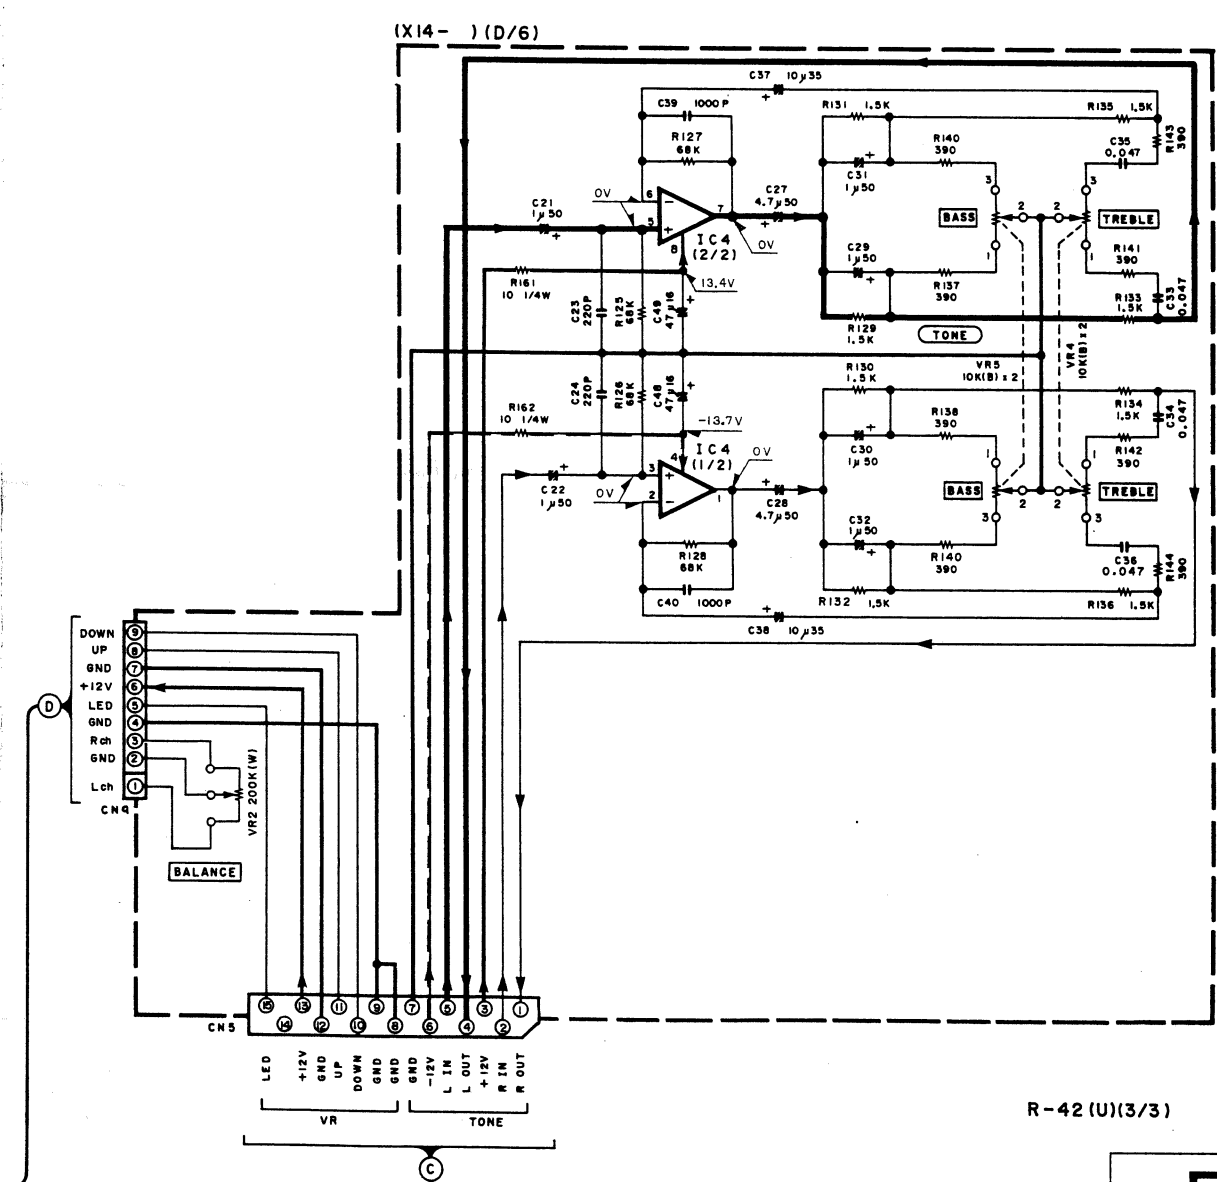 (X14-   )(D/6)
C37 10µ35
C39 1000P
R127
68K
R131 1.5K
R135 1.5K
R143
390
R140
390
C35
0.047
C31
1µ50
C21
1µ50
0V
6
5
7
8
IC4
(2/2)
0V
C27
4.7µ50
3
2
1
BASS
3
2
1
TREBLE
C29
1µ50
R137
390
R141
390
R133
1.5K
C33
0.047
R161
10 1/4W
13.4V
C23
220P
R125
68K
C49
47µ16
R129
1.5K
TONE
VR5
10K(B)x2
VR4
10K(B)x2
C24
220P
R126
68K
C48
47µ16
R130
1.5K
R134
1.5K
C34
0.047
R162
10 1/4W
-13.7V
R138
390
R142
390
C30
1µ50
IC4
(1/2)
0V
4
3
2
1
0V
C22
1µ50
C28
4.7µ50
1
2
3
BASS
1
2
3
TREBLE
C32
1µ50
R140
390
C36
0.047
R144
390
R128
68K
C40 1000P
R132 1.5K
R136 1.5K
C38 10µ35
DOWN 9
UP 8
GND 7
+12V 6
LED 5
GND 4
Rch 3
GND 2
Lch 1
CN9
D
VR2 200K(W)
BALANCE
CN5
15 14 13 12 11 10 9 8 7 6 5 4 3 2 1
LED +12V GND UP DOWN GND GND GND -12V L IN L OUT +12V R IN R OUT
VR
TONE
C
R-42(U)(3/3)